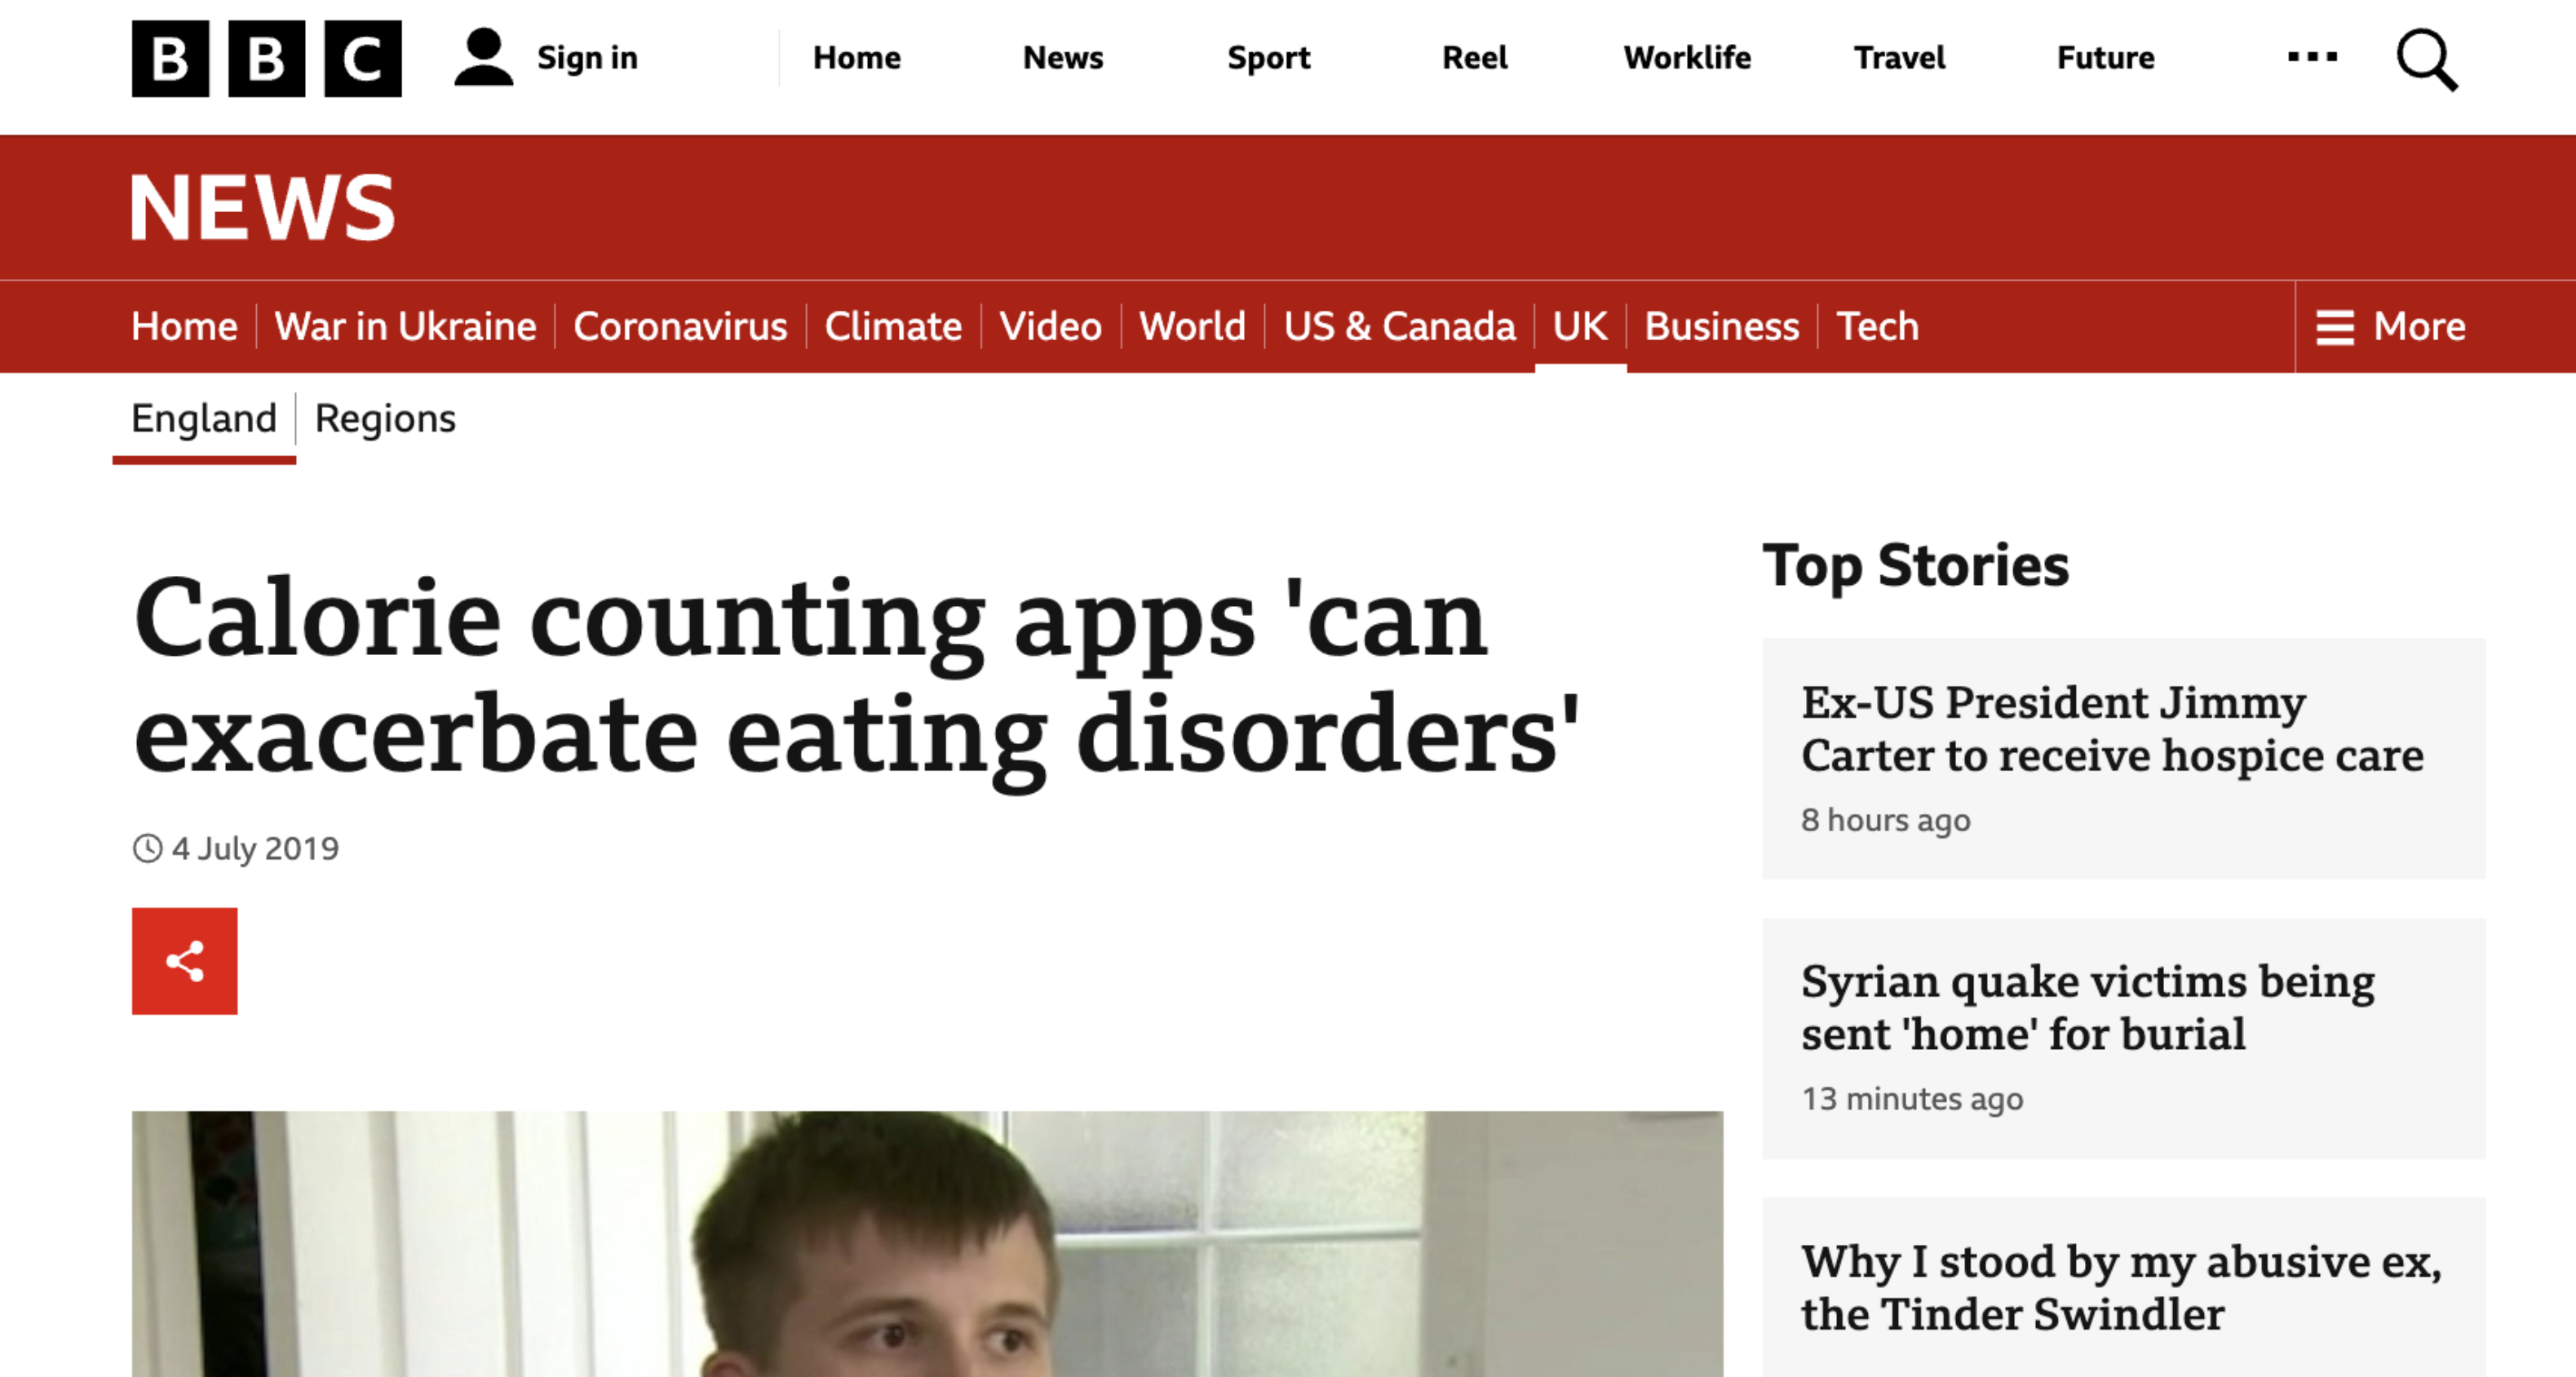 BBC Sign in Home News Sport Reel Worklife Travel Future
NEWS
Home War in Ukraine Coronavirus Climate Video World US & Canada UK Business Tech More
England Regions
Calorie counting apps 'can
exacerbate eating disorders'
4 July 2019
Top Stories
Ex-US President Jimmy
Carter to receive hospice care
8 hours ago
Syrian quake victims being
sent 'home' for burial
13 minutes ago
Why I stood by my abusive ex,
the Tinder Swindler